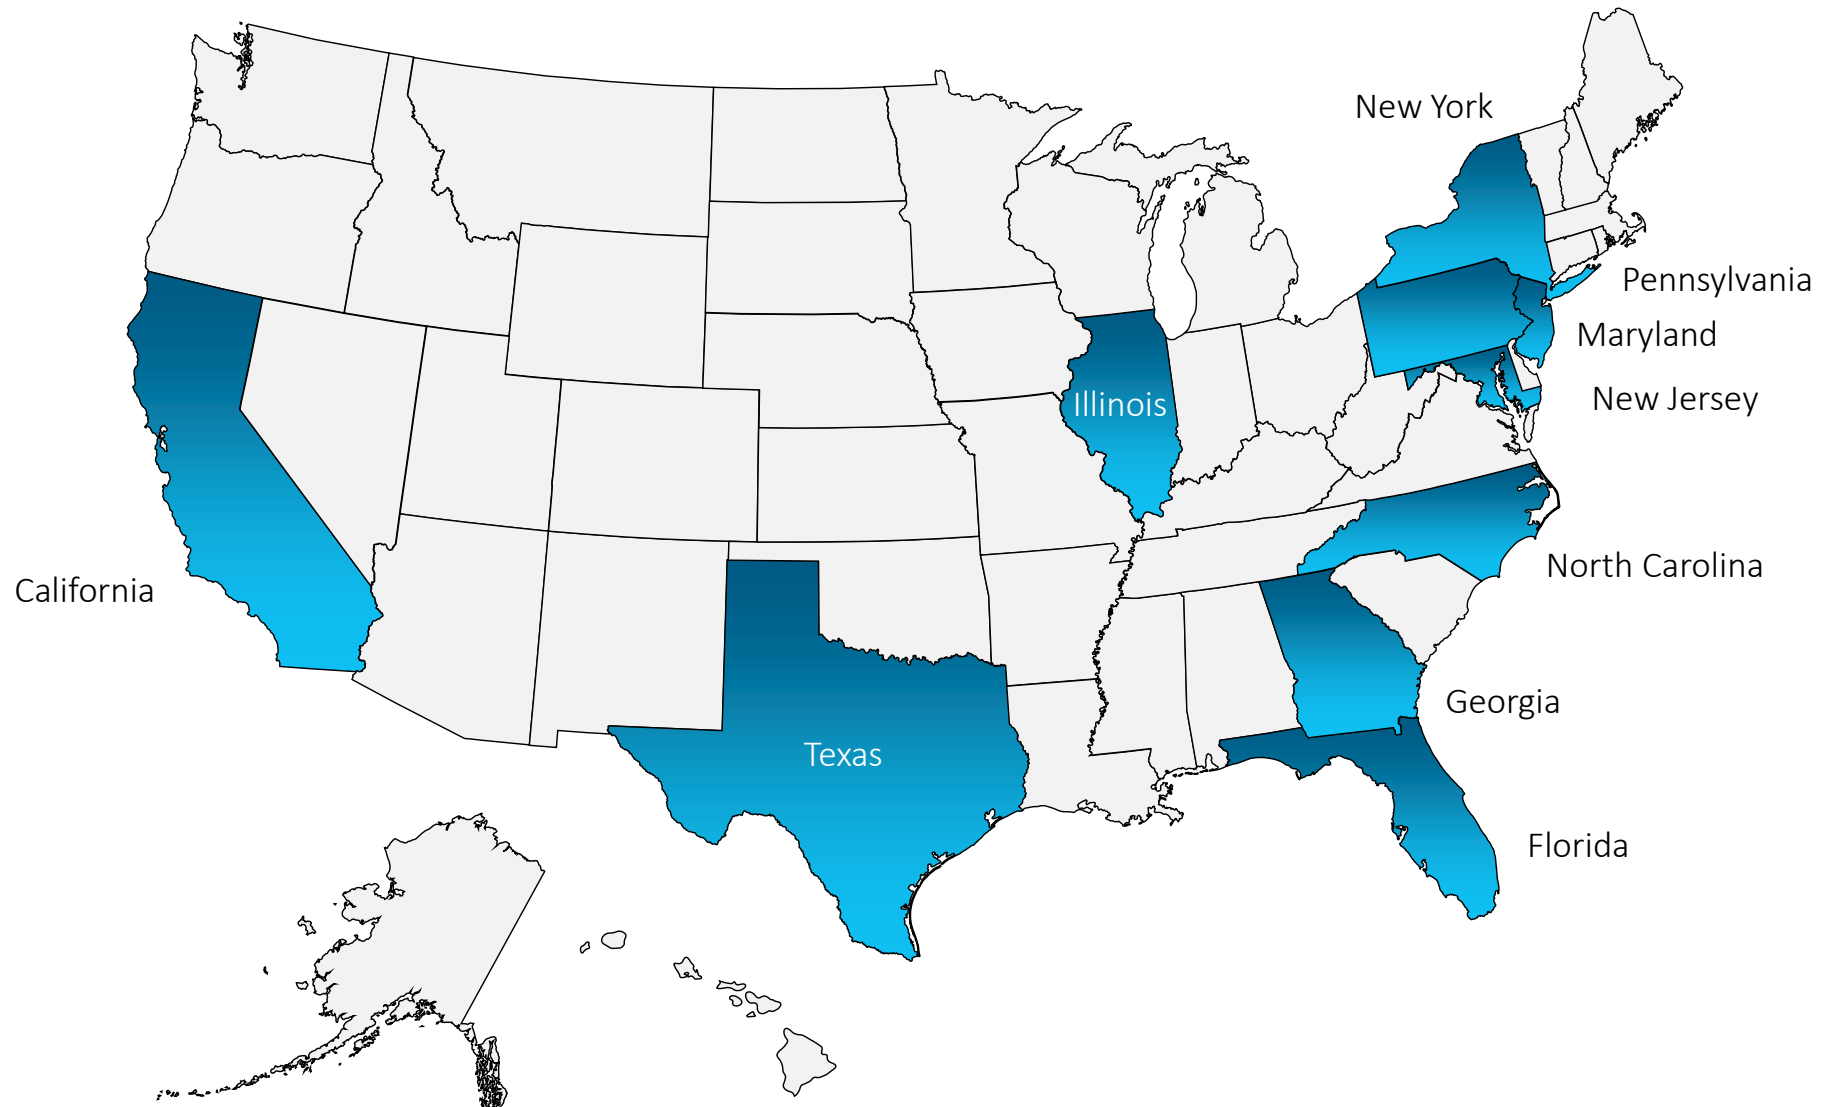 New York
Pennsylvania
Maryland
New Jersey
Illinois
North Carolina
California
Georgia
Texas
Florida